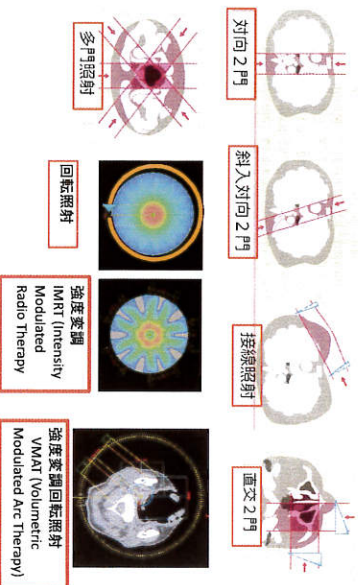 対向2門
斜入対向2門
接線照射
直交2門
多門照射
回転照射
強度変調
IMRT (Intensity
Modulated
Radio Therapy
強度変調回転照射
VMAT (Volumetric
Modulated Arc Therapy)